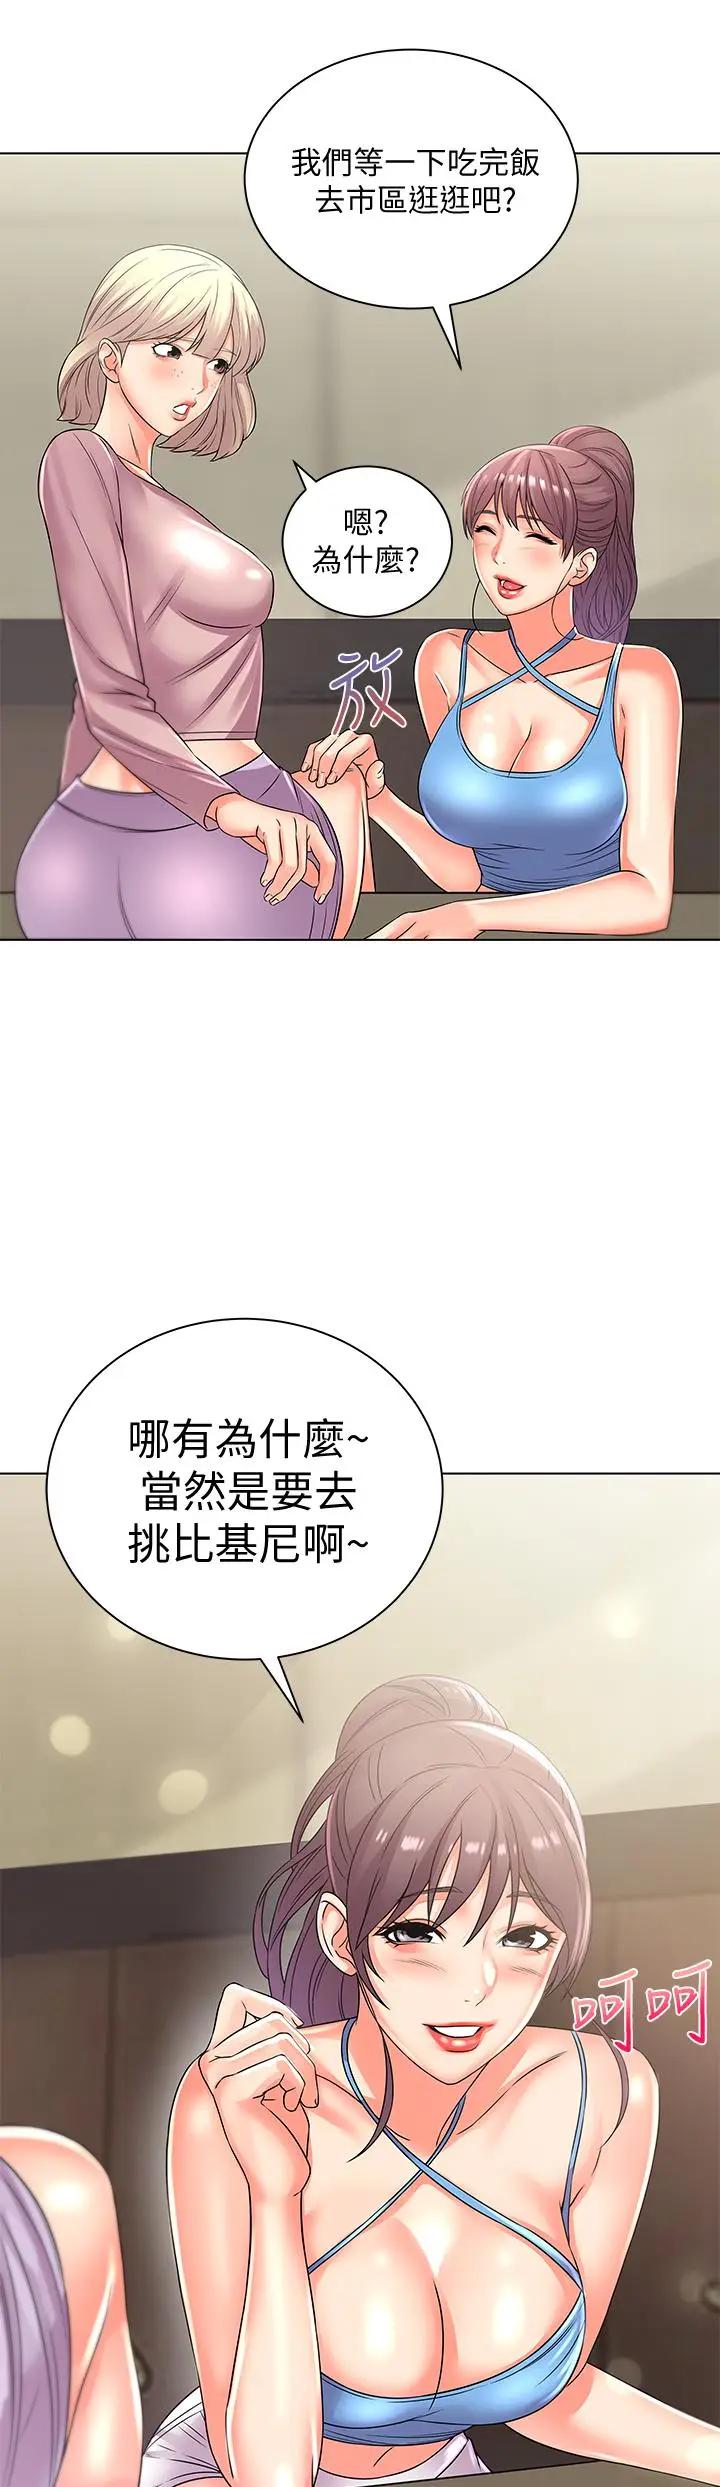 我們等一下吃完飯
去市區逛逛吧?
嗯?
為什麼?
放
哪有為什麼~
當然是要去
挑比基尼啊~
呵呵